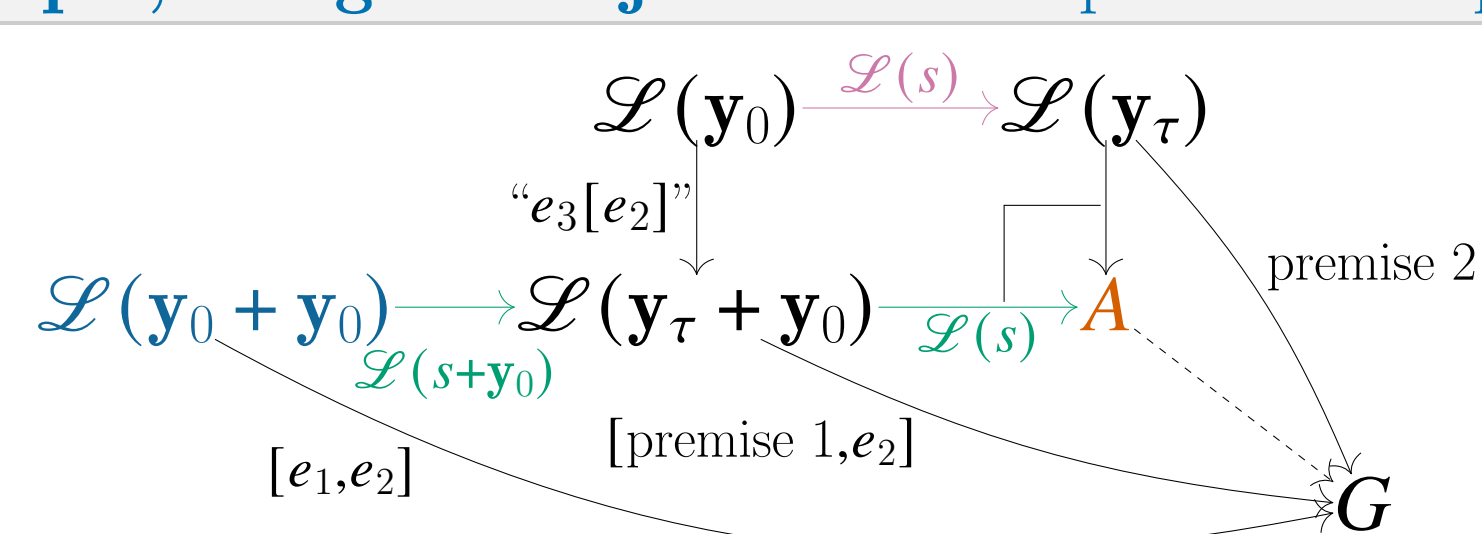 ℒ(s)
ℒ(𝐲₀) ℒ(𝐲_τ)
“e₃[e₂]”
premise 2
ℒ(𝐲₀ + 𝐲₀) ℒ(𝐲_τ + 𝐲₀) A
ℒ(s)
ℒ(s+𝐲₀)
[premise 1,e₂]
[e₁,e₂]
G